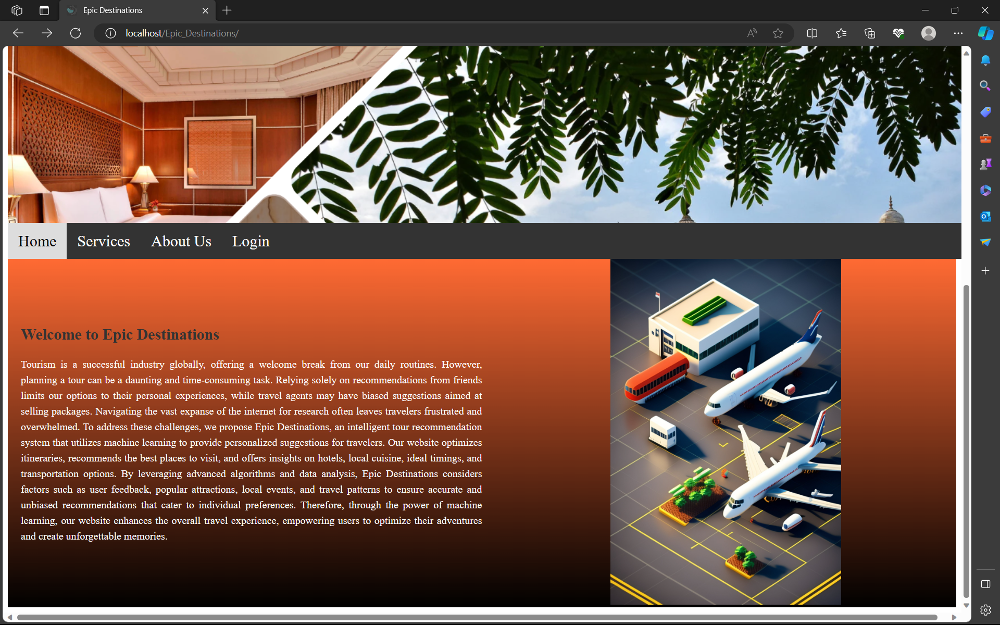 Epic Destinations
localhost/Epic_Destinations/
Home Services About Us Login
Welcome to Epic Destinations
Tourism is a successful industry globally, offering a welcome break from our daily routines. However,
planning a tour can be a daunting and time-consuming task. Relying solely on recommendations from friends
limits our options to their personal experiences, while travel agents may have biased suggestions aimed at
selling packages. Navigating the vast expanse of the internet for research often leaves travelers frustrated and
overwhelmed. To address these challenges, we propose Epic Destinations, an intelligent tour recommendation
system that utilizes machine learning to provide personalized suggestions for travelers. Our website optimizes
itineraries, recommends the best places to visit, and offers insights on hotels, local cuisine, ideal timings, and
transportation options. By leveraging advanced algorithms and data analysis, Epic Destinations considers
factors such as user feedback, popular attractions, local events, and travel patterns to ensure accurate and
unbiased recommendations that cater to individual preferences. Therefore, through the power of machine
learning, our website enhances the overall travel experience, empowering users to optimize their adventures
and create unforgettable memories.